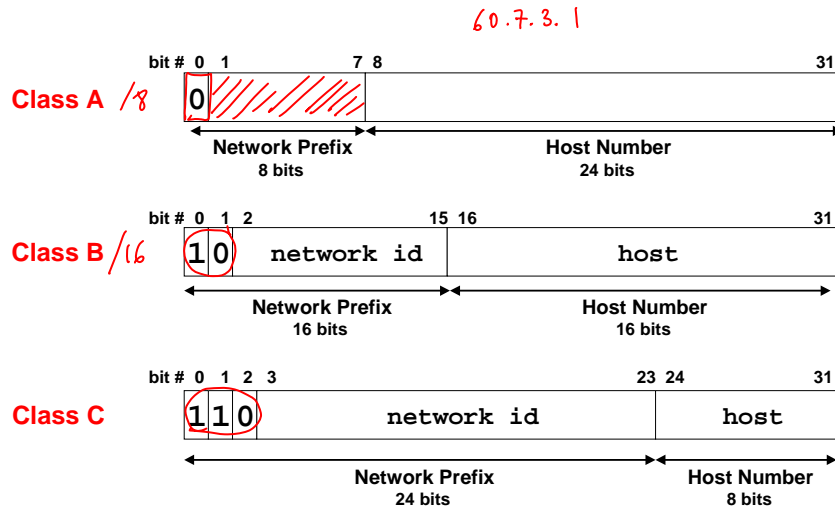 60.7.3.1
bit # 0 1 7 8 31
Class A /8 0
Network Prefix Host Number
8 bits 24 bits
bit # 0 1 2 15 16 31
Class B /16 1 0 network id host
Network Prefix Host Number
16 bits 16 bits
bit # 0 1 2 3 23 24 31
Class C 1 1 0 network id host
Network Prefix Host Number
24 bits 8 bits